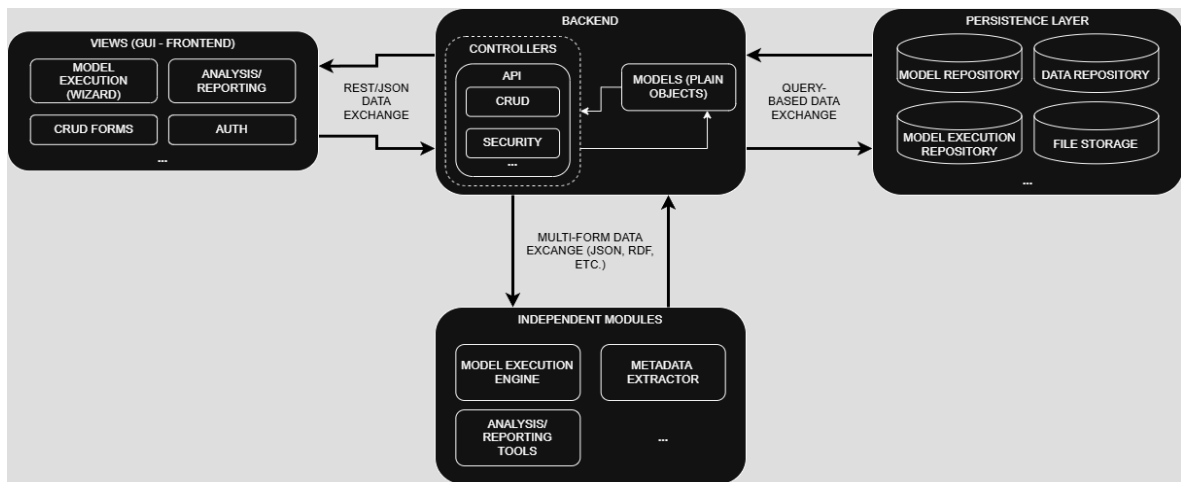 VIEWS (GUI - FRONTEND)
MODEL
EXECUTION
(WIZARD)
ANALYSIS/
REPORTING
CRUD FORMS
AUTH
...
REST/JSON
DATA
EXCHANGE
BACKEND
CONTROLLERS
API
CRUD
SECURITY
...
MODELS (PLAIN
OBJECTS)
QUERY-
BASED DATA
EXCHANGE
PERSISTENCE LAYER
MODEL REPOSITORY
DATA REPOSITORY
MODEL EXECUTION
REPOSITORY
FILE STORAGE
...
MULTI-FORM DATA
EXCANGE (JSON, RDF,
ETC.)
INDEPENDENT MODULES
MODEL EXECUTION
ENGINE
METADATA
EXTRACTOR
ANALYSIS/
REPORTING
TOOLS
...